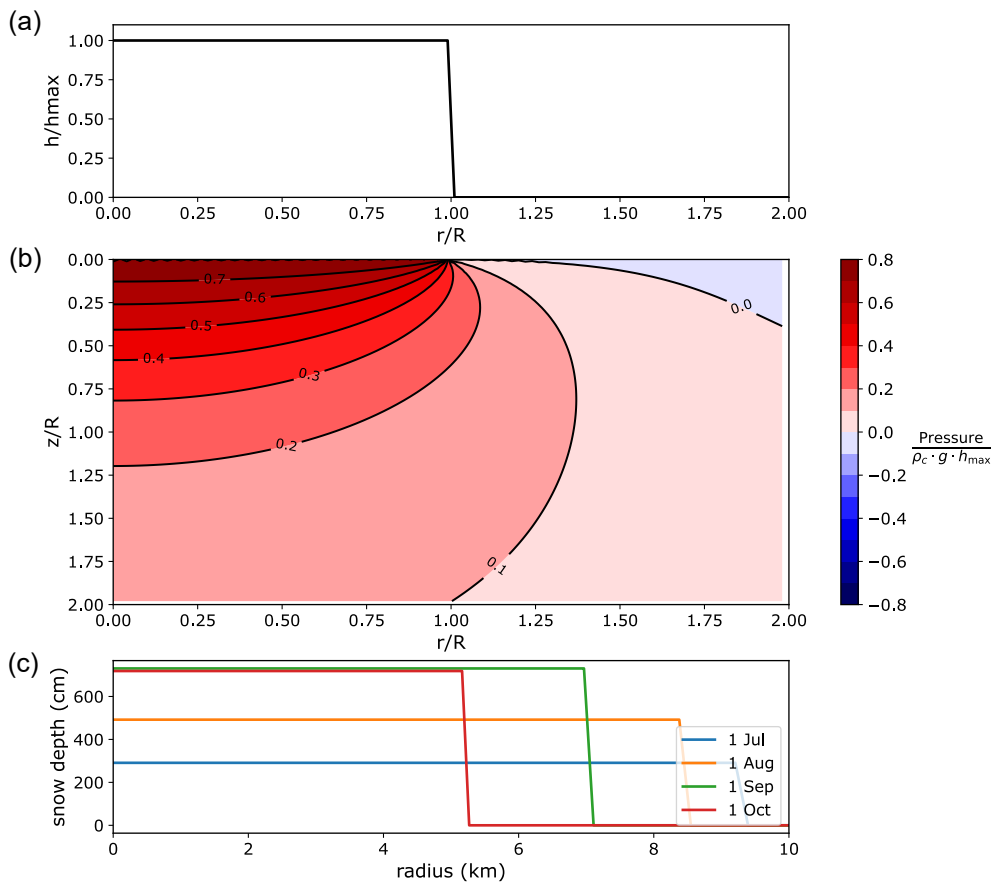 (a)
h/hmax
1.00
0.75
0.50
0.25
0.00
0.00 0.25 0.50 0.75 1.00 1.25 1.50 1.75 2.00
r/R
(b)
z/R
0.00
0.25
0.50
0.75
1.00
1.25
1.50
1.75
2.00
0.7
0.6
0.5
0.4
0.3
0.2
0.1
0.0
0.00 0.25 0.50 0.75 1.00 1.25 1.50 1.75 2.00
r/R
0.8
0.6
0.4
0.2
0.0
−0.2
−0.4
−0.6
−0.8
Pressure
ρc · g · hmax
(c)
snow depth (cm)
600
400
200
0
1 Jul
1 Aug
1 Sep
1 Oct
0 2 4 6 8 10
radius (km)